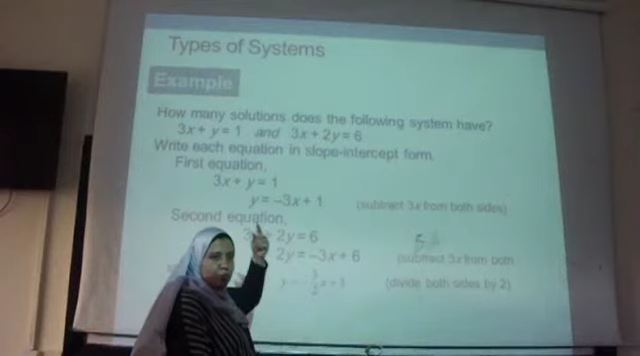 Types of Systems
Example
How many solutions does the following system have?
3x + y = 1 and 3x + 2y = 6
Write each equation in slope-intercept form.
First equation,
3x + y = 1
y = –3x + 1 (subtract 3x from both sides)
Second equation,
3x + 2y = 6
2y = –3x + 6 (subtract 3x from both
(divide both sides by 2)